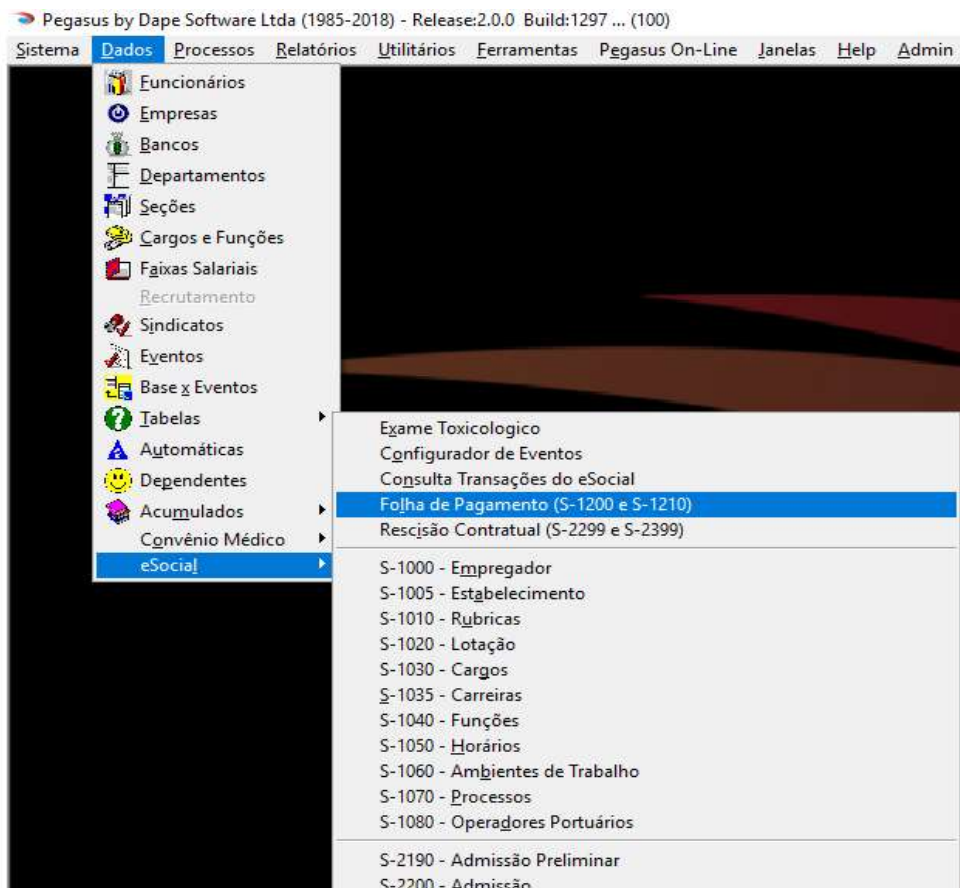 Pegasus by Dape Software Ltda (1985-2018) - Release:2.0.0 Build:1297 ... (100)
Sistema Dados Processos Relatórios Utilitários Ferramentas Pegasus On-Line Janelas Help Admin
Funcionários
Empresas
Bancos
Departamentos
Seções
Cargos e Funções
Faixas Salariais
Recrutamento
Sindicatos
Eventos
Base x Eventos
Tabelas
Automáticas
Dependentes
Acumulados
Convênio Médico
eSocial
Exame Toxicologico
Configurador de Eventos
Consulta Transações do eSocial
Folha de Pagamento (S-1200 e S-1210)
Rescisão Contratual (S-2299 e S-2399)
S-1000 - Empregador
S-1005 - Estabelecimento
S-1010 - Rubricas
S-1020 - Lotação
S-1030 - Cargos
S-1035 - Carreiras
S-1040 - Funções
S-1050 - Horários
S-1060 - Ambientes de Trabalho
S-1070 - Processos
S-1080 - Operadores Portuários
S-2190 - Admissão Preliminar
S-2200 - Admissão